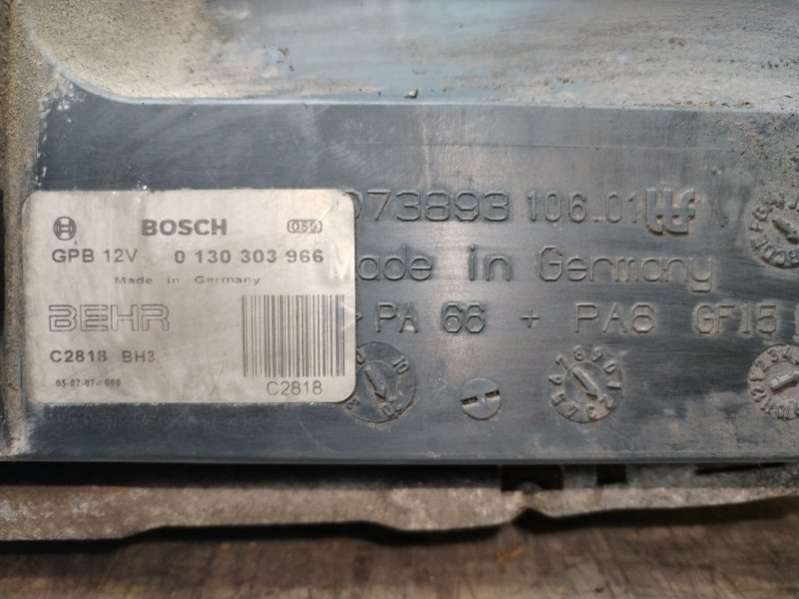 BOSCH
GPB 12V 0 130 303 966
Made in Germany
BEHR
C2818 BH3
C2818
073893 106.01
Made in Germany
>PA 66 + PA6 GF15